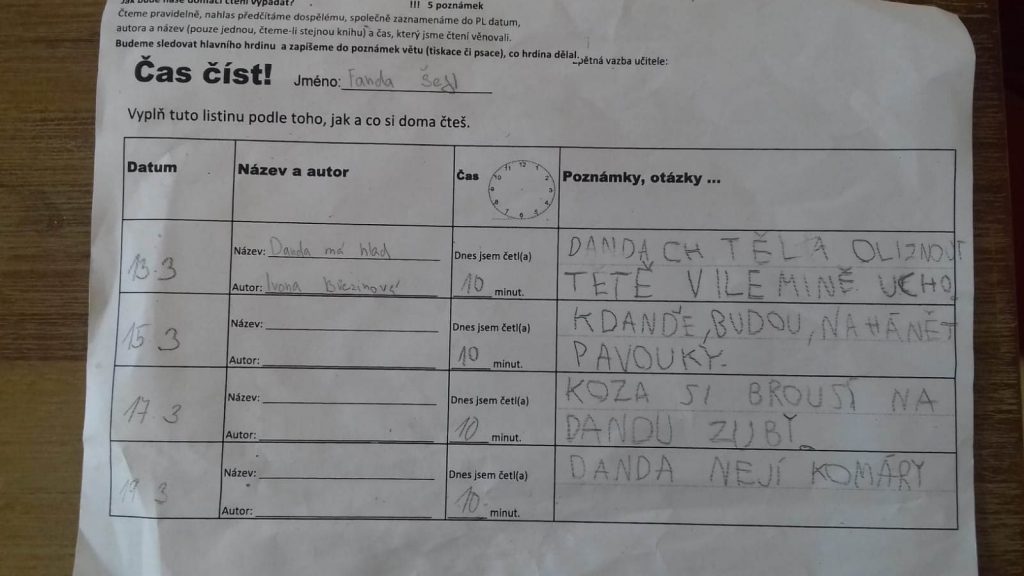 Jak bude naše domácí čtení vypadat? !!! 5 poznámek
Čteme pravidelně, nahlas předčítáme dospělému, společně zaznamenáme do PL datum,
autora a název (pouze jednou, čteme-li stejnou knihu) a čas, který jsme čtení věnovali.
Budeme sledovat hlavního hrdinu a zapíšeme do poznámek větu (tiskace či psace), co hrdina dělal.
pětná vazba učitele:
Čas číst! Jméno:
Vyplň tuto listinu podle toho, jak a co si doma čteš.
Datum Název a autor Čas Poznámky, otázky ...
13.3
Název: Danda má hlad
Autor: Ivona Březinová
Dnes jsem četl(a)
10 minut.
DANDA CHTĚLA OLIZNOUT
TETĚ VILEMINĚ UCHO
15 3
Název:
Autor:
Dnes jsem četl(a)
10 minut.
KDANĎE,BUDOU,NAHÁNĚT
PAVOUKY.
17.3
Název:
Autor:
Dnes jsem četl(a)
10 minut.
KOZA SI BROUSÍ NA
DANDU ZUBY.
3
Název:
Autor:
Dnes jsem četl(a)
10 minut.
DANDA NEJÍ KOMÁRY